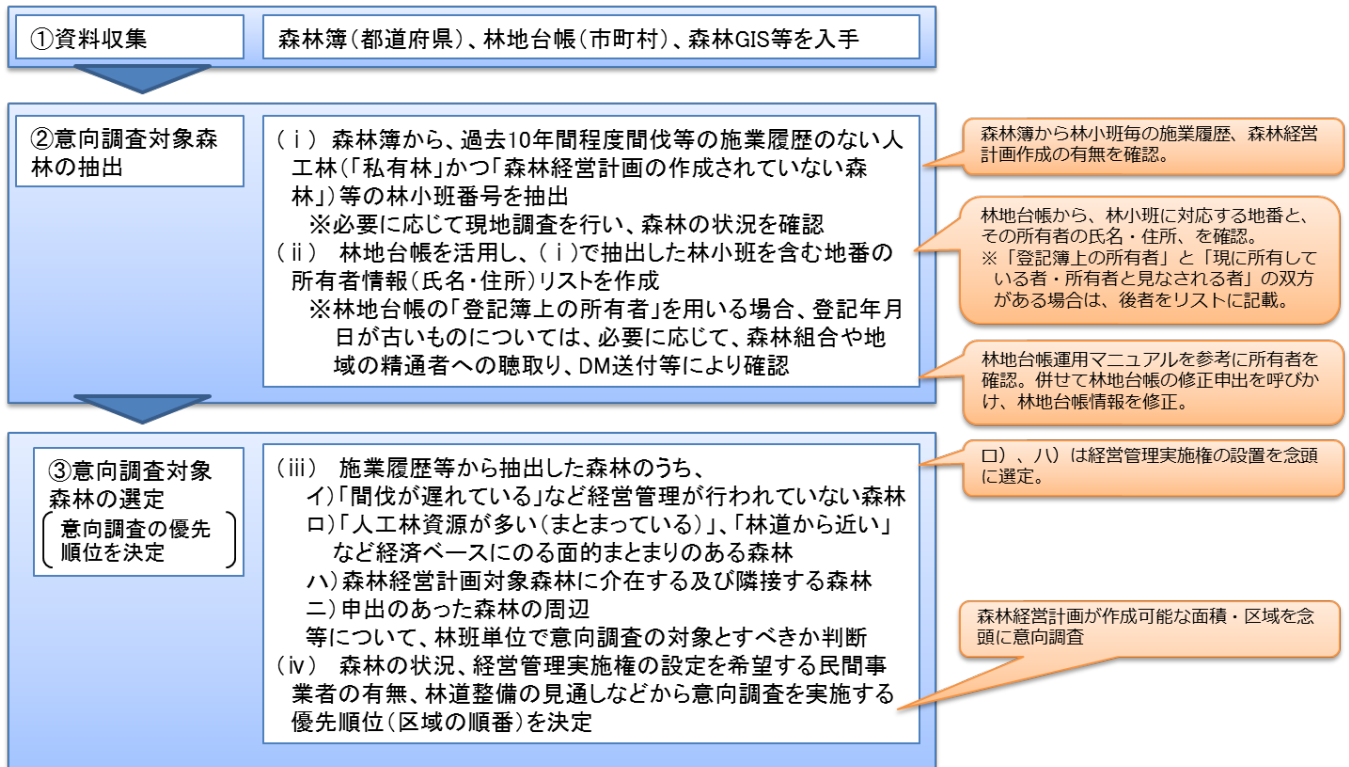 ①資料収集
森林簿(都道府県)、林地台帳(市町村)、森林GIS等を入手
②意向調査対象森
林の抽出
(ⅰ) 森林簿から、過去10年間程度間伐等の施業履歴のない人
工林(「私有林」かつ「森林経営計画の作成されていない森
林」)等の林小班番号を抽出
※必要に応じて現地調査を行い、森林の状況を確認
(ⅱ) 林地台帳を活用し、(ⅰ)で抽出した林小班を含む地番の
所有者情報(氏名・住所)リストを作成
※林地台帳の「登記簿上の所有者」を用いる場合、登記年月
日が古いものについては、必要に応じて、森林組合や地
域の精通者への聴取り、DM送付等により確認
森林簿から林小班毎の施業履歴、森林経営
計画作成の有無を確認。
林地台帳から、林小班に対応する地番と、
その所有者の氏名・住所、を確認。
※「登記簿上の所有者」と「現に所有して
いる者・所有者と見なされる者」の双方
がある場合は、後者をリストに記載。
林地台帳運用マニュアルを参考に所有者を
確認。併せて林地台帳の修正申出を呼びか
け、林地台帳情報を修正。
③意向調査対象
森林の選定
意向調査の優先
順位を決定
(ⅲ) 施業履歴等から抽出した森林のうち、
イ)「間伐が遅れている」など経営管理が行われていない森林
ロ)「人工林資源が多い(まとまっている)」、「林道から近い」
など経済ベースにのる面的まとまりのある森林
ハ)森林経営計画対象森林に介在する及び隣接する森林
ニ)申出のあった森林の周辺
等について、林班単位で意向調査の対象とすべきか判断
(ⅳ) 森林の状況、経営管理実施権の設定を希望する民間事
業者の有無、林道整備の見通しなどから意向調査を実施する
優先順位(区域の順番)を決定
ロ)、ハ)は経営管理実施権の設置を念頭
に選定。
森林経営計画が作成可能な面積・区域を念
頭に意向調査